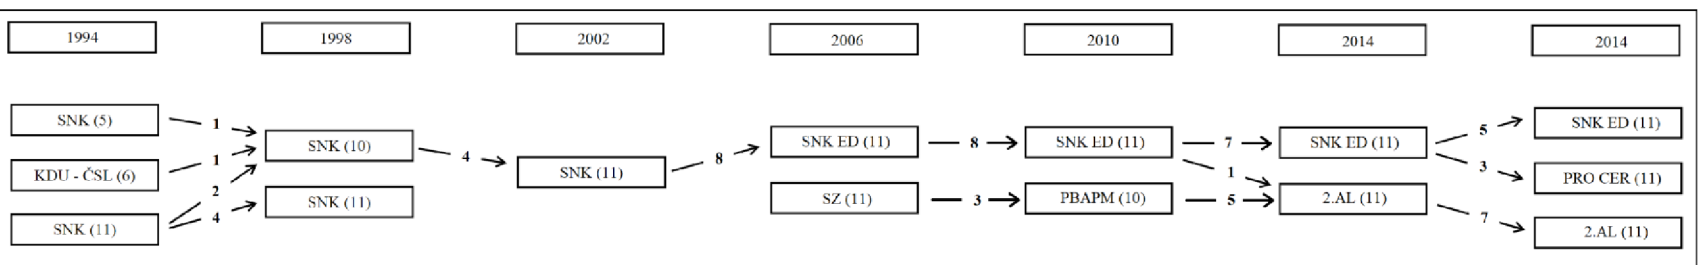 1994 1998 2002 2006 2010 2014 2014
SNK (5) 1 SNK ED (11) 8 SNK ED (11) 7 SNK ED (11) 5 SNK ED (11)
SNK (10) 4 SNK (11) 8
KDU - ČSL (6) 1 1 3 PRO CER (11)
2 SNK (11) SZ (11) 3 PBAPM (10) 5 2.AL (11) 7
SNK (11) 4 2.AL (11)